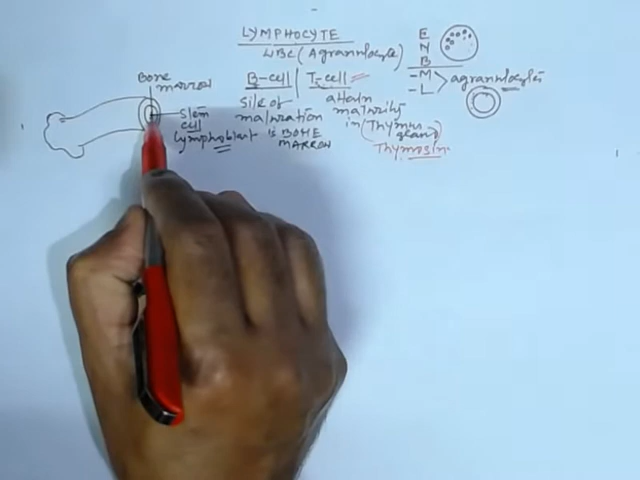 LYMPHOCYTE
WBC (Agranulocyte)
B-cell | T-cell
site of
maturation
is BONE
MARROW
attain
maturity
in (Thymus
gland)
Thymosin
Bone
marrow
stem
cell
lymphoblast
E
N
B
-M
-L
agranulocytes